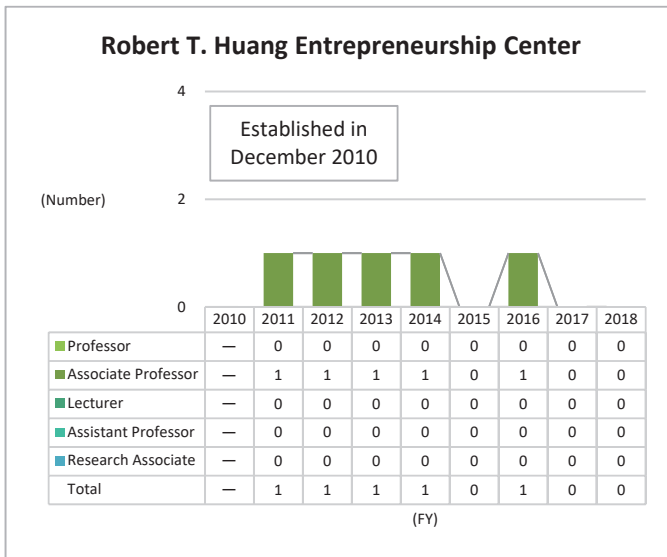 Robert T. Huang Entrepreneurship Center
4
Established in
December 2010
(Number)
2
0
2010 2011 2012 2013 2014 2015 2016 2017 2018
Professor — 0 0 0 0 0 0 0 0
Associate Professor — 1 1 1 1 0 1 0 0
Lecturer — 0 0 0 0 0 0 0 0
Assistant Professor — 0 0 0 0 0 0 0 0
Research Associate — 0 0 0 0 0 0 0 0
Total — 1 1 1 1 0 1 0 0
(FY)